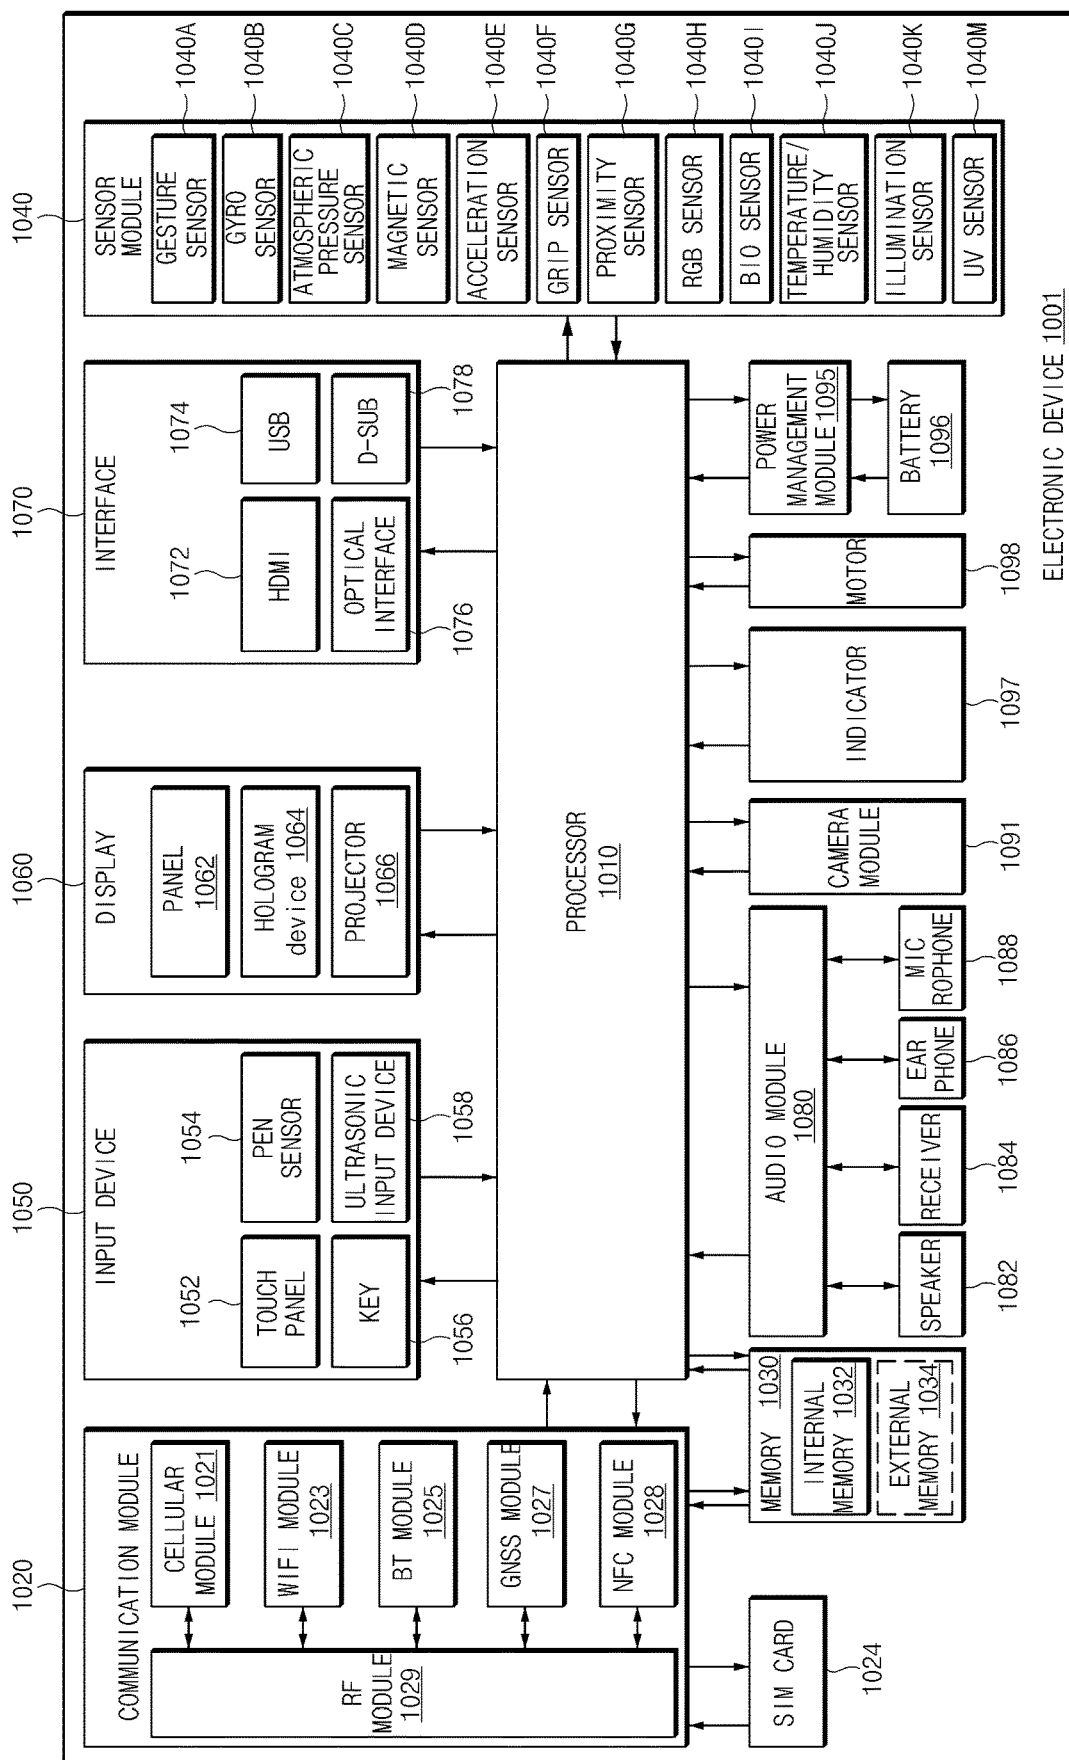 1020
COMMUNICATION MODULE
CELLULAR
MODULE 1021
WIFI MODULE
1023
BT MODULE
1025
GNSS MODULE
1027
NFC MODULE
1028
RF
MODULE
1029
SIM CARD
1024
1050
INPUT DEVICE
1052
TOUCH
PANEL
1054
PEN
SENSOR
KEY
1056
ULTRASONIC
INPUT DEVICE
1058
1060
DISPLAY
PANEL
1062
HOLOGRAM
device 1064
PROJECTOR
1066
1070
INTERFACE
1072
HDMI
1074
USB
OPTICAL
INTERFACE
1076
D-SUB
1078
1040
SENSOR
MODULE
GESTURE
SENSOR
1040A
GYRO
SENSOR
1040B
ATMOSPHERIC
PRESSURE
SENSOR
1040C
MAGNETIC
SENSOR
1040D
ACCELERATION
SENSOR
1040E
GRIP SENSOR
1040F
PROXIMITY
SENSOR
1040G
RGB SENSOR
1040H
BIO SENSOR
1040I
TEMPERATURE/
HUMIDITY
SENSOR
1040J
ILLUMINATION
SENSOR
1040K
UV SENSOR
1040M
PROCESSOR
1010
MEMORY 1030
INTERNAL
MEMORY 1032
EXTERNAL
MEMORY 1034
AUDIO MODULE
1080
SPEAKER
1082
RECEIVER
1084
EAR
PHONE
1086
MIC
ROPHONE
1088
CAMERA
MODULE
1091
INDICATOR
1097
MOTOR
1098
POWER
MANAGEMENT
MODULE 1095
BATTERY
1096
ELECTRONIC DEVICE 1001